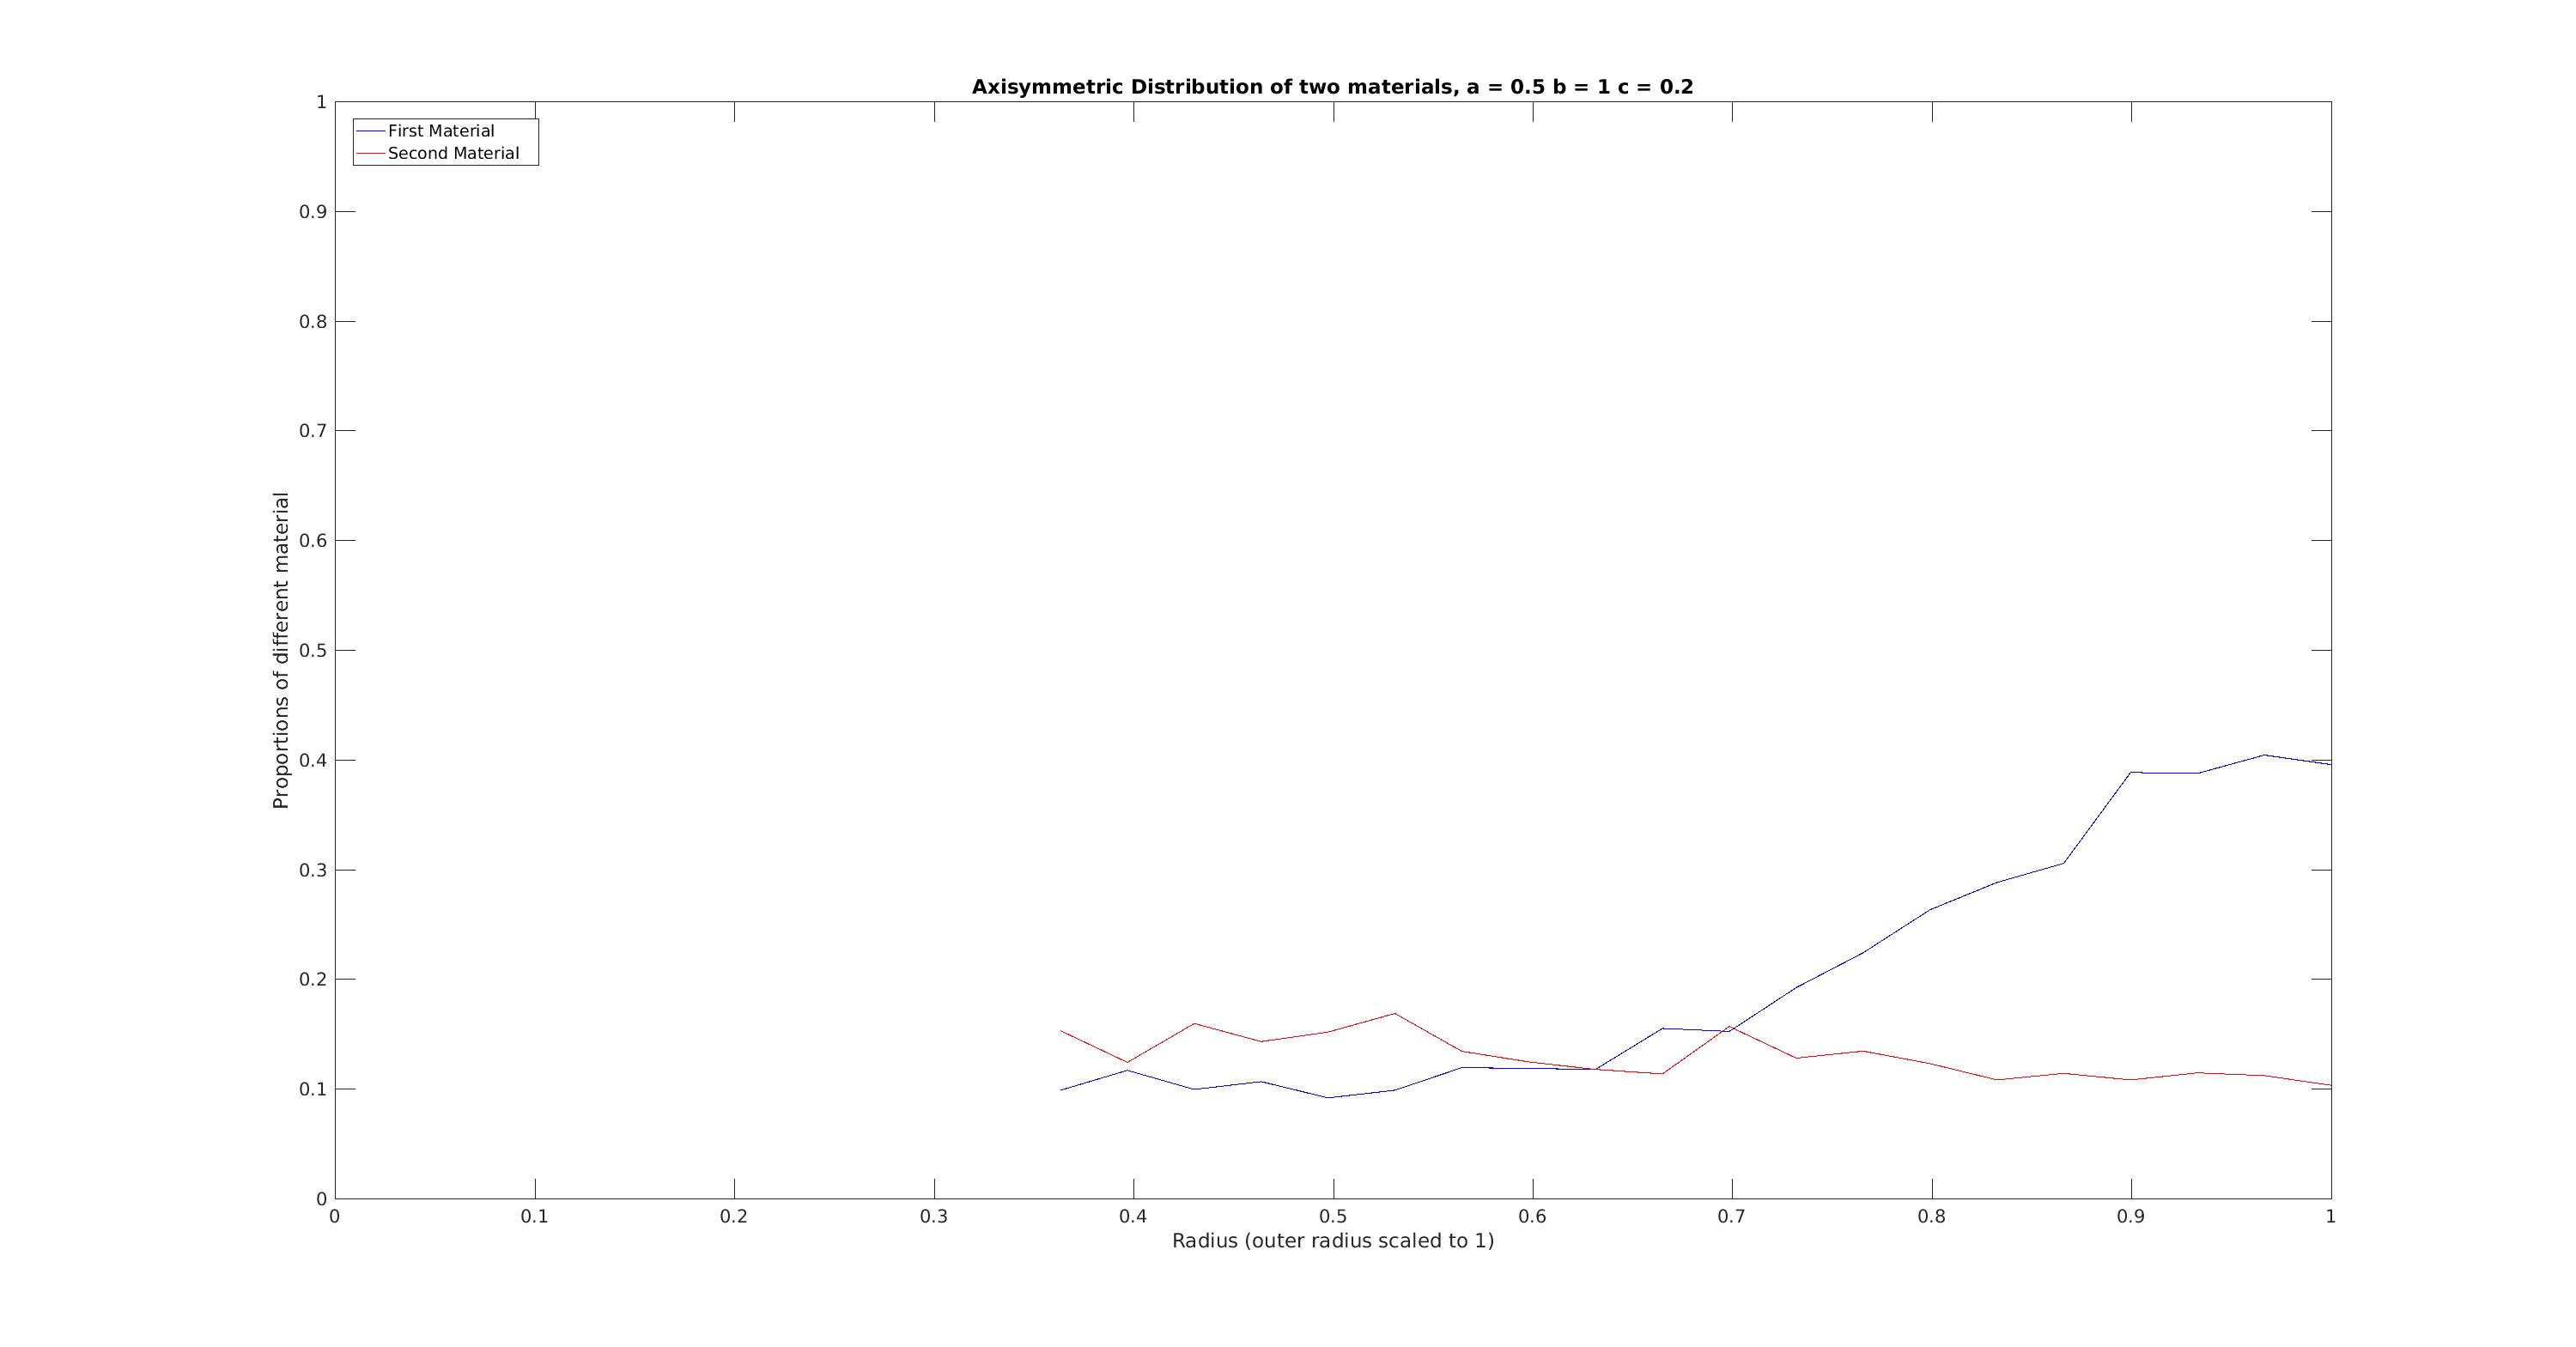 Axisymmetric Distribution of two materials, a = 0.5 b = 1 c = 0.2
First Material
Second Material
1
0.9
0.8
0.7
0.6
0.5
0.4
0.3
0.2
0.1
0
Proportions of different material
0 0.1 0.2 0.3 0.4 0.5 0.6 0.7 0.8 0.9 1
Radius (outer radius scaled to 1)